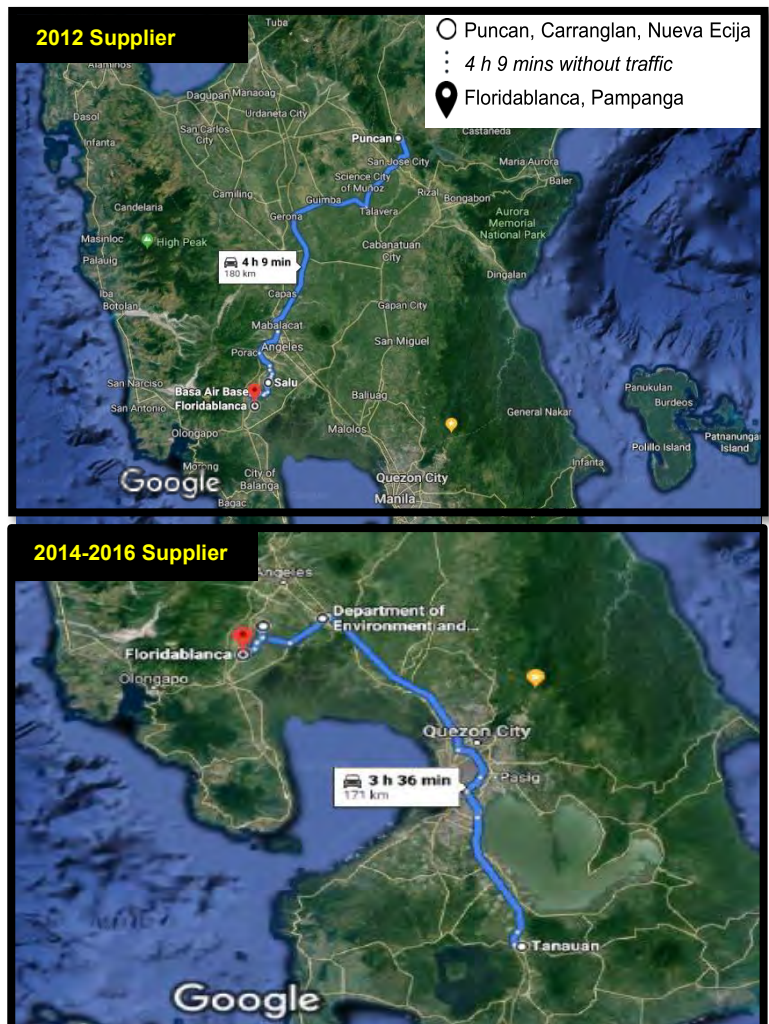 2012 Supplier
Puncan, Carranglan, Nueva Ecija
4 h 9 mins without traffic
Floridablanca, Pampanga
Tuba
Alaminos
Dagupan
Manaoag
Dasol
Urdaneta City
San Carlos
City
Infanta
Puncan
Castañeda
San Jose City
Maria Aurora
Science City
of Muñoz
Baler
Camiling
Guimba
Rizal
Bongabon
Candelaria
Gerona
Talavera
Aurora
Memorial
National Park
Masinloc
High Peak
Cabanatuan
City
Palauig
4 h 9 min
180 km
Dingalan
Iba
Capas
Botolan
Gapan City
Mabalacat
Angeles
San Miguel
Porac
San Narciso
Salu
Panukulan
Basa Air Base,
Floridablanca
Baliuag
Burdeos
San Antonio
General Nakar
Olongapo
Malolos
Polillo Island
Patnanungan
Island
Morong
City of
Balanga
Infanta
Google
Quezon City
Bagac
Manila
2014-2016 Supplier
Angeles
Department of
Environment and...
Floridablanca
Olongapo
Quezon City
3 h 36 min
171 km
Pasig
Tanauan
Google